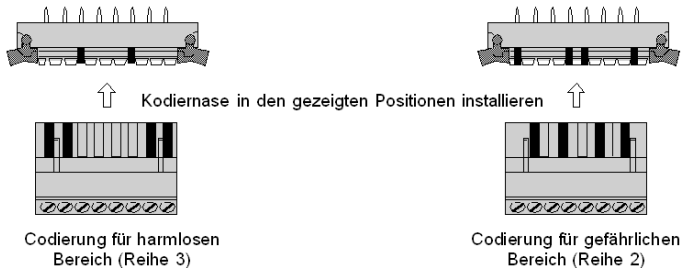 Kodiernase in den gezeigten Positionen installieren
Codierung für harmlosen
Bereich (Reihe 3)
Codierung für gefährlichen
Bereich (Reihe 2)